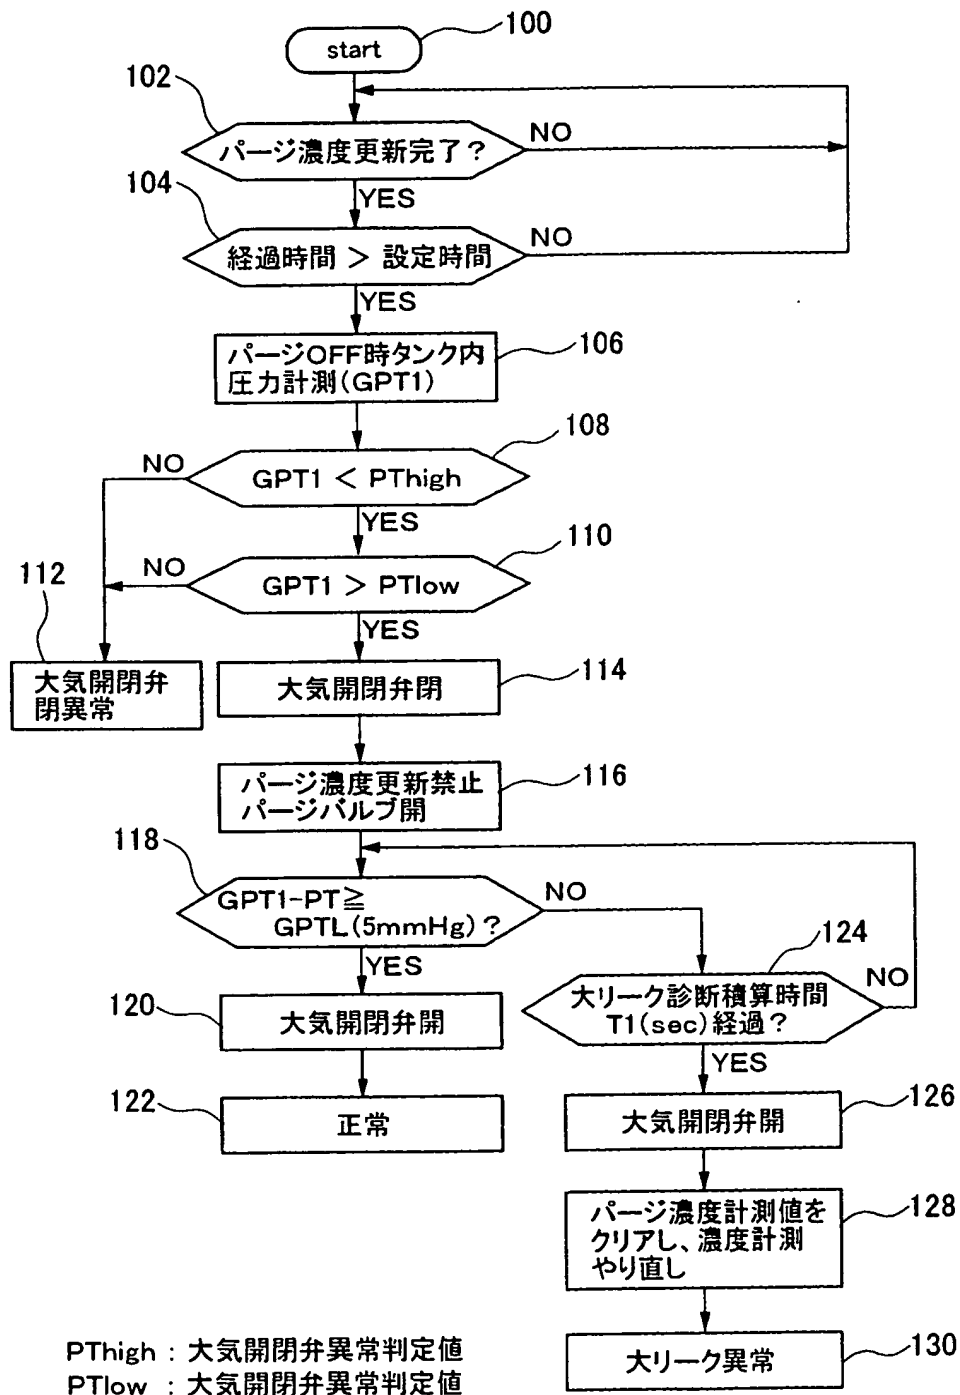 100
start
102
パージ濃度更新完了？
NO
YES
104
経過時間 > 設定時間
NO
YES
106
パージOFF時タンク内
圧力計測(GPT1)
108
NO
GPT1 < PThigh
YES
110
NO
GPT1 > PTlow
YES
112
大気開閉弁
閉異常
114
大気開閉弁閉
116
パージ濃度更新禁止
パージバルブ開
118
GPT1-PT≧
GPTL(5mmHg)？
NO
YES
124
大リーク診断積算時間
T1(sec)経過？
NO
YES
120
大気開閉弁開
122
正常
126
大気開閉弁開
128
パージ濃度計測値を
クリアし、濃度計測
やり直し
130
大リーク異常
PThigh : 大気開閉弁異常判定値
PTlow : 大気開閉弁異常判定値